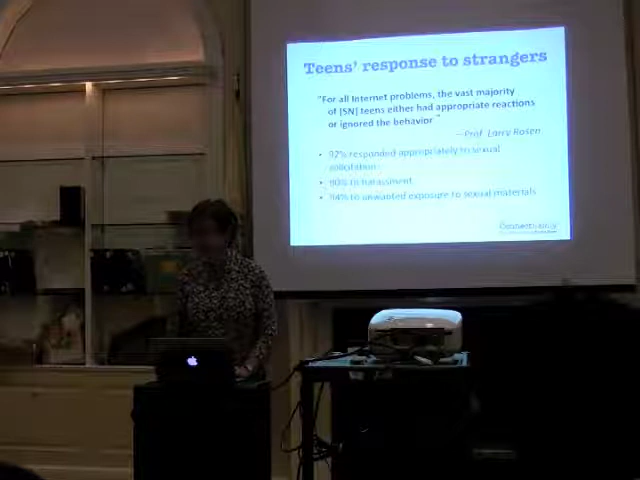 Teens' response to strangers
"For all Internet problems, the vast majority
of [SN] teens either had appropriate reactions
or ignored the behavior."
—Prof. Larry Rosen
• 92% responded appropriately to sexual
solicitation
• 90% to harassment
• 94% to unwanted exposure to sexual materials